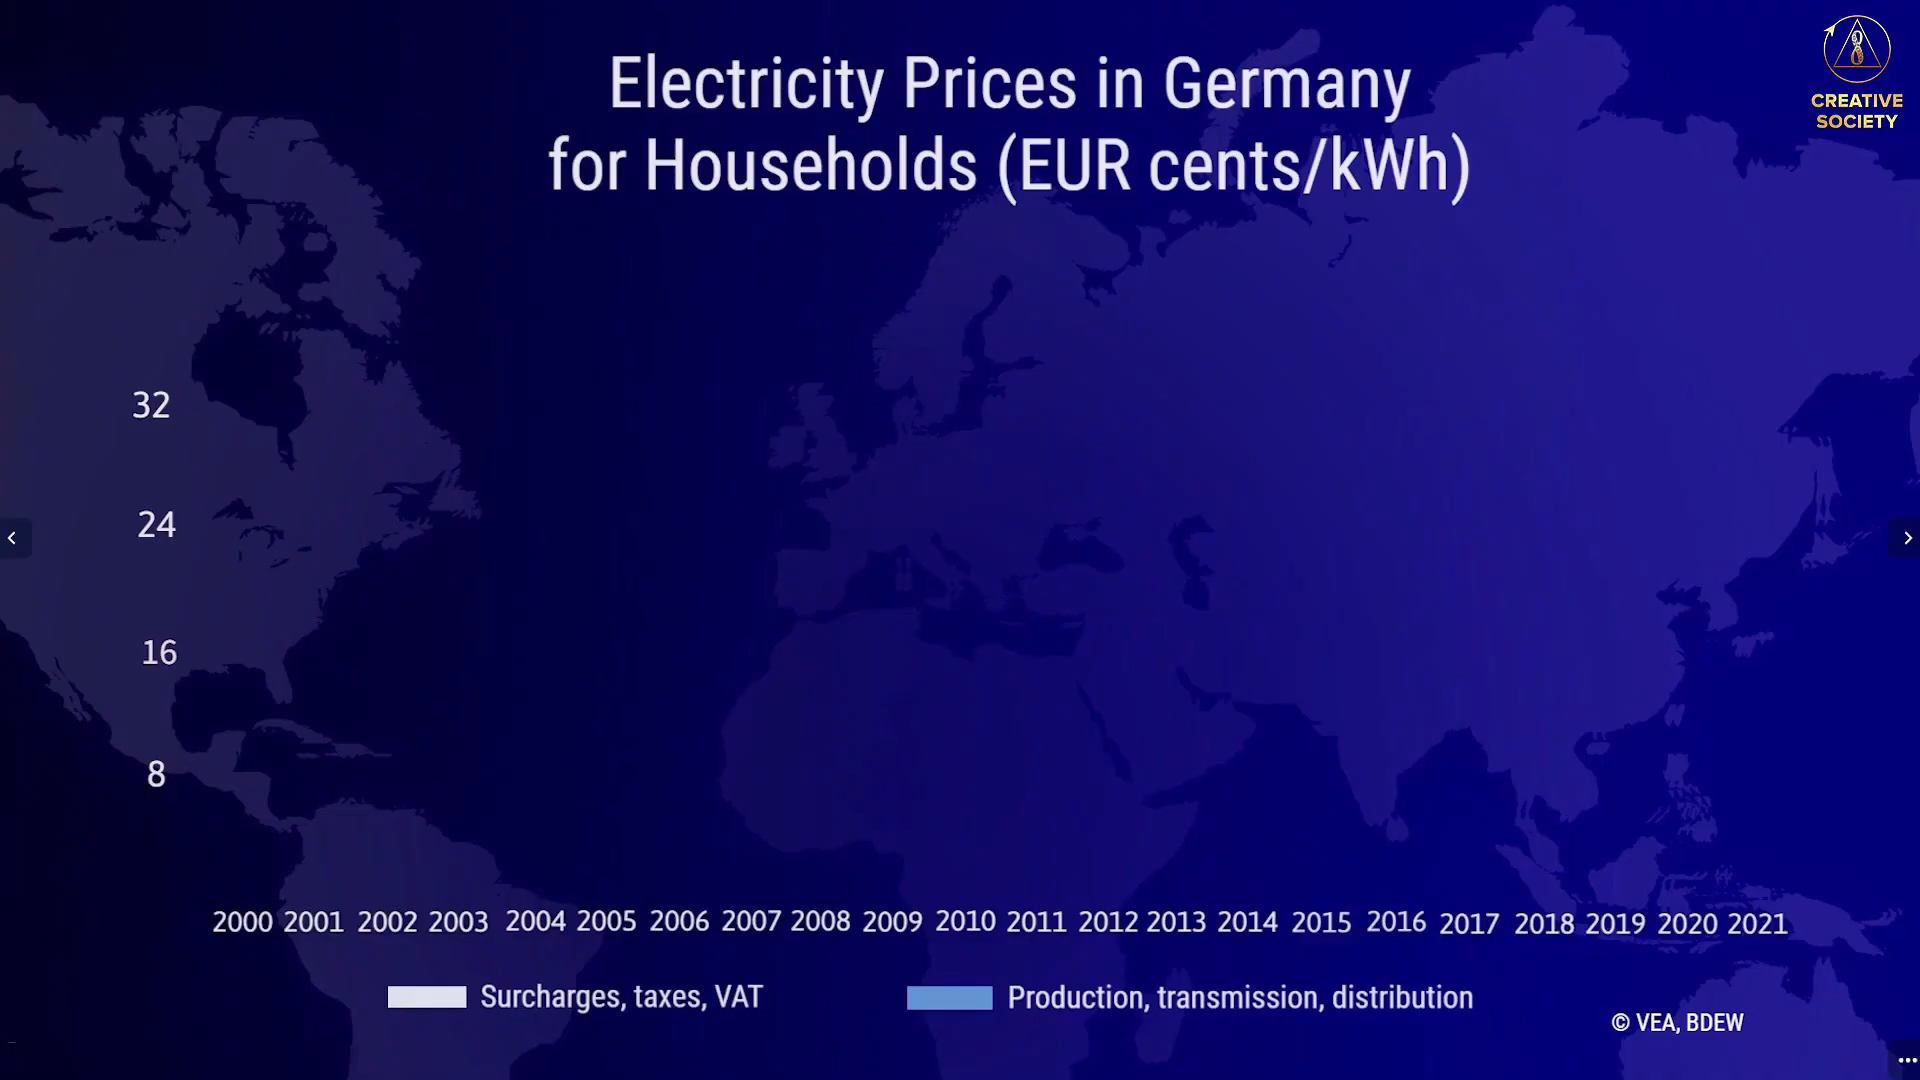 Electricity Prices in Germany
for Households (EUR cents/kWh)
CREATIVE
SOCIETY
32
24
16
8
2000 2001 2002 2003 2004 2005 2006 2007 2008 2009 2010 2011 2012 2013 2014 2015 2016 2017 2018 2019 2020 2021
Surcharges, taxes, VAT
Production, transmission, distribution
© VEA, BDEW